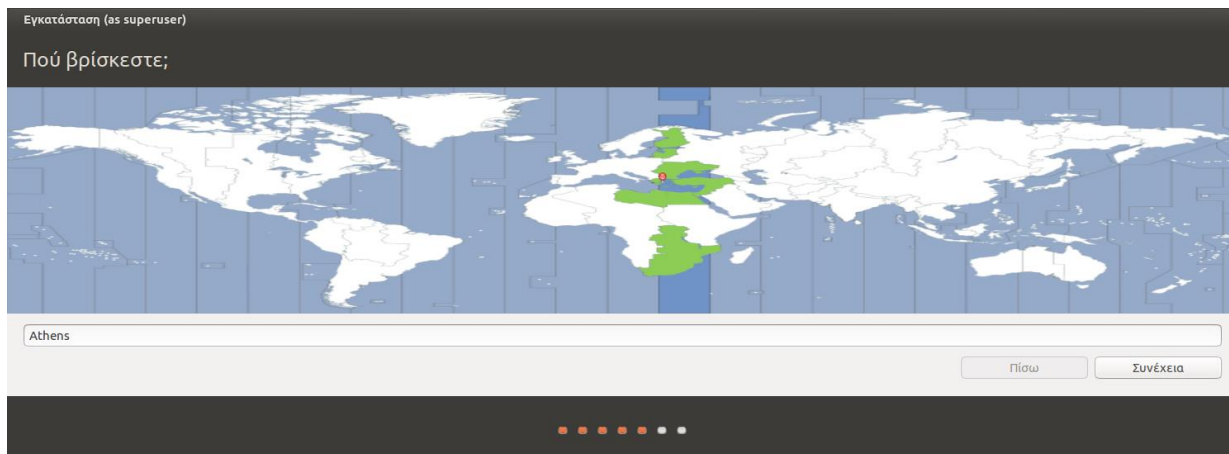 Εγκατάσταση (as superuser)
Πού βρίσκεστε;
Athens
Πίσω
Συνέχεια